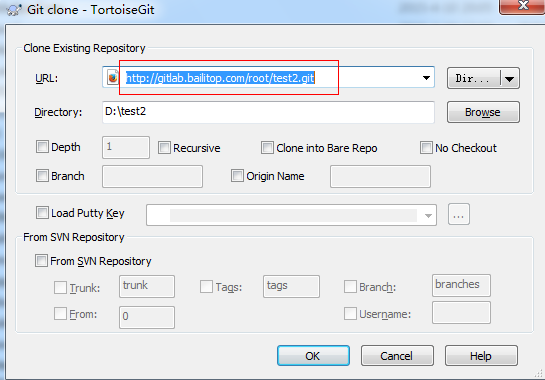 Git clone - TortoiseGit
Clone Existing Repository
URL: http://gitlab.bailitop.com/root/test2.git Dir...
Directory: D:\test2 Browse
Depth 1 Recursive Clone into Bare Repo No Checkout
Branch Origin Name
Load Putty Key ...
From SVN Repository
From SVN Repository
Trunk: trunk Tags: tags Branch: branches
From: 0 Username:
OK Cancel Help